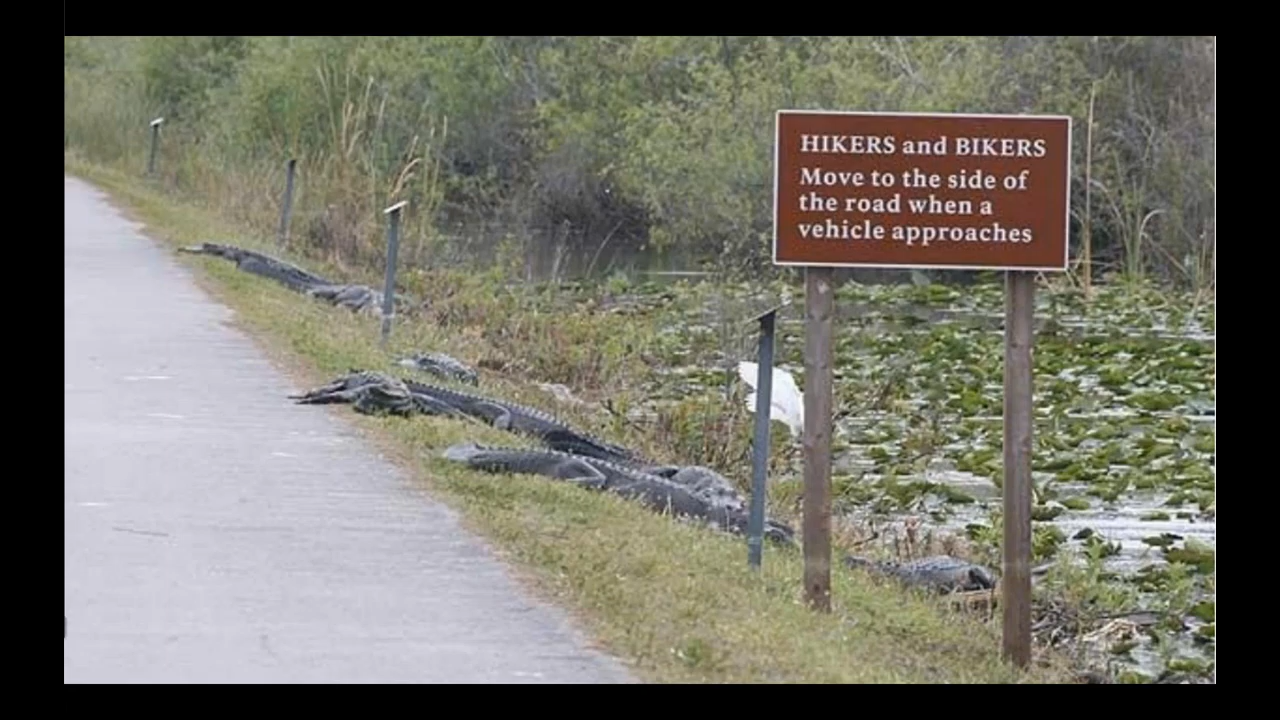 HIKERS and BIKERS
Move to the side of
the road when a
vehicle approaches